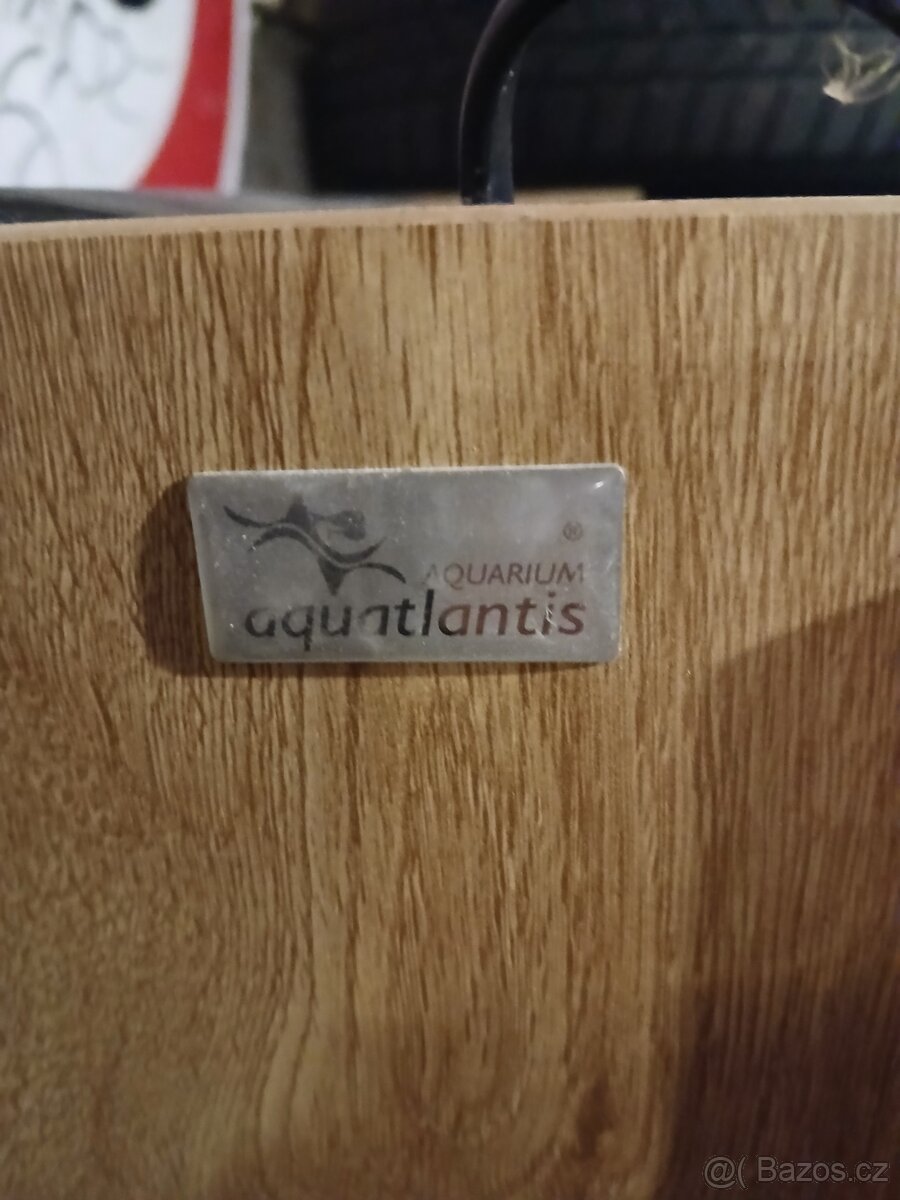 ®
AQUARIUM
aquatlantis
@( Bazos.cz